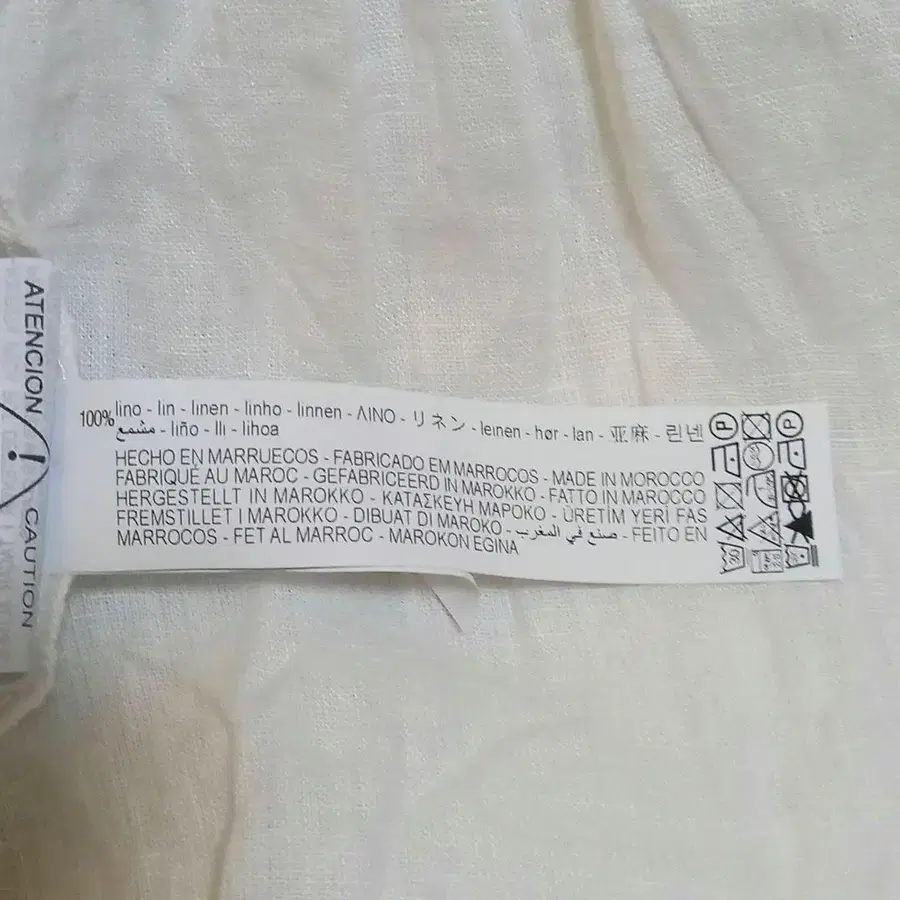 ATENCION
CAUTION
100% lino - lin - linen - linho - linnen - ΛΙΝΟ - リネン - leinen - hør - lan - 亚麻 - 린넨
مشمع - liño - lli - lihoa
HECHO EN MARRUECOS - FABRICADO EM MARROCOS - MADE IN MOROCCO
FABRIQUÉ AU MAROC - GEFABRICEERD IN MAROKKO - FATTO IN MAROCCO
HERGESTELLT IN MAROKKO - ΚΑΤΑΣΚΕΥΗ ΜΑΡΟΚΟ - ÜRETİM YERİ FAS
FREMSTILLET I MAROKKO - DIBUAT DI MAROKO - صنع في المغرب - FEITO EN
MARROCOS - FET AL MARROC - MAROKON EGINA
P
P